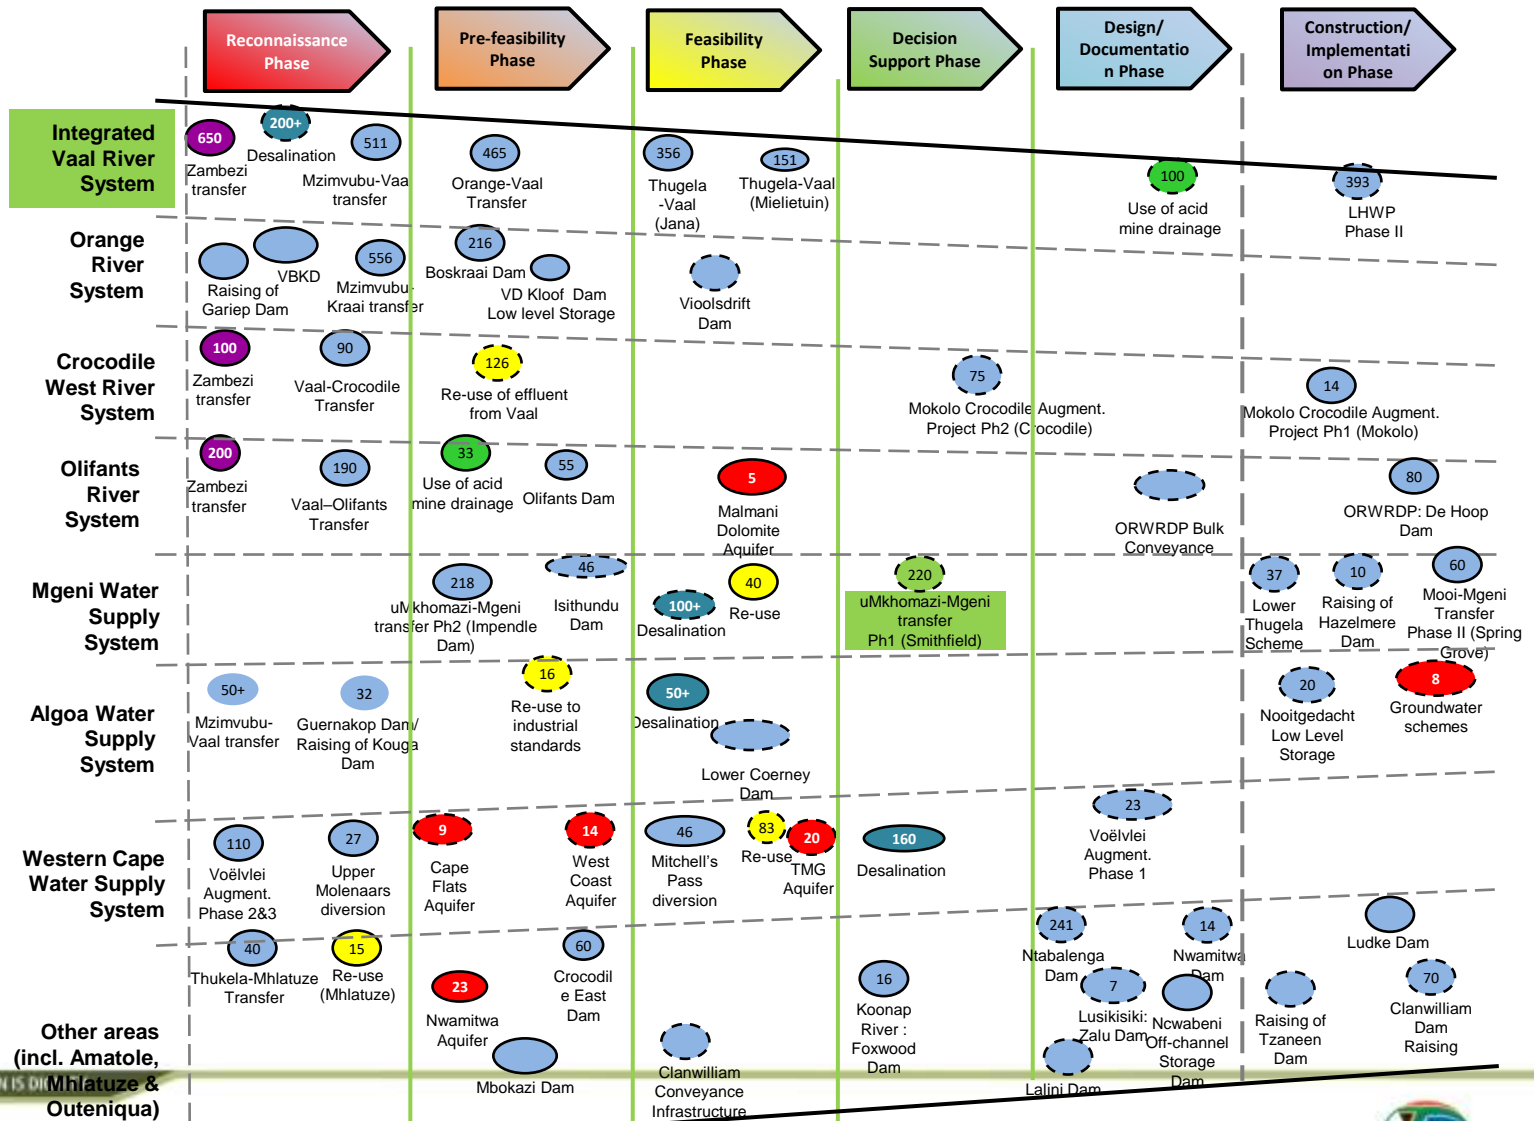 Reconnaissance
Phase
Pre-feasibility
Phase
Feasibility
Phase
Decision
Support Phase
Design/
Documentatio
n Phase
Construction/
Implementati
on Phase
Integrated
Vaal River
System
650
Zambezi
transfer
200+
Desalination
511
Mzimvubu-Vaal
transfer
465
Orange-Vaal
Transfer
356
Thugela
-Vaal
(Jana)
151
Thugela-Vaal
(Mielietuin)
100
Use of acid
mine drainage
393
LHWP
Phase II
Orange
River
System
Raising of
Gariep Dam
VBKD
556
Mzimvubu-
Kraai transfer
216
Boskraai Dam
VD Kloof Dam
Low level Storage
Vioolsdrift
Dam
Crocodile
West River
System
100
Zambezi
transfer
90
Vaal-Crocodile
Transfer
126
Re-use of effluent
from Vaal
75
Mokolo Crocodile Augment.
Project Ph2 (Crocodile)
14
Mokolo Crocodile Augment.
Project Ph1 (Mokolo)
Olifants
River
System
200
Zambezi
transfer
190
Vaal–Olifants
Transfer
33
Use of acid
mine drainage
55
Olifants Dam
5
Malmani
Dolomite
Aquifer
ORWRDP Bulk
Conveyance
80
ORWRDP: De Hoop
Dam
Mgeni Water
Supply
System
218
uMkhomazi-Mgeni
transfer Ph2 (Impendle
Dam)
46
Isithundu
Dam
100+
Desalination
40
Re-use
220
uMkhomazi-Mgeni
transfer
Ph1 (Smithfield)
37
Lower
Thugela
Scheme
10
Raising of
Hazelmere
Dam
60
Mooi-Mgeni
Transfer
Phase II (Spring
Grove)
Algoa Water
Supply
System
50+
Mzimvubu-
Vaal transfer
32
Guernakop Dam/
Raising of Kouga
Dam
16
Re-use to
industrial
standards
50+
Desalination
Lower Coerney
Dam
20
Nooitgedacht
Low Level
Storage
8
Groundwater
schemes
Western Cape
Water Supply
System
110
Voëlvlei
Augment.
Phase 2&3
27
Upper
Molenaars
diversion
9
Cape
Flats
Aquifer
14
West
Coast
Aquifer
46
Mitchell's
Pass
diversion
83
Re-use
20
TMG
Aquifer
160
Desalination
23
Voëlvlei
Augment.
Phase 1
Other areas
(incl. Amatole,
Mhlatuze &
Outeniqua)
40
Thukela-Mhlatuze
Transfer
15
Re-use
(Mhlatuze)
23
Nwamitwa
Aquifer
60
Crocodil
e East
Dam
Mbokazi Dam
Clanwilliam
Conveyance
Infrastructure
16
Koonap
River :
Foxwood
Dam
241
Ntabalenga
Dam
14
Nwamitwa
Dam
7
Lusikisiki:
Zalu Dam
Ncwabeni
Off-channel
Storage
Dam
Lalini Dam
Ludke Dam
Raising of
Tzaneen
Dam
70
Clanwilliam
Dam
Raising
N IS DI